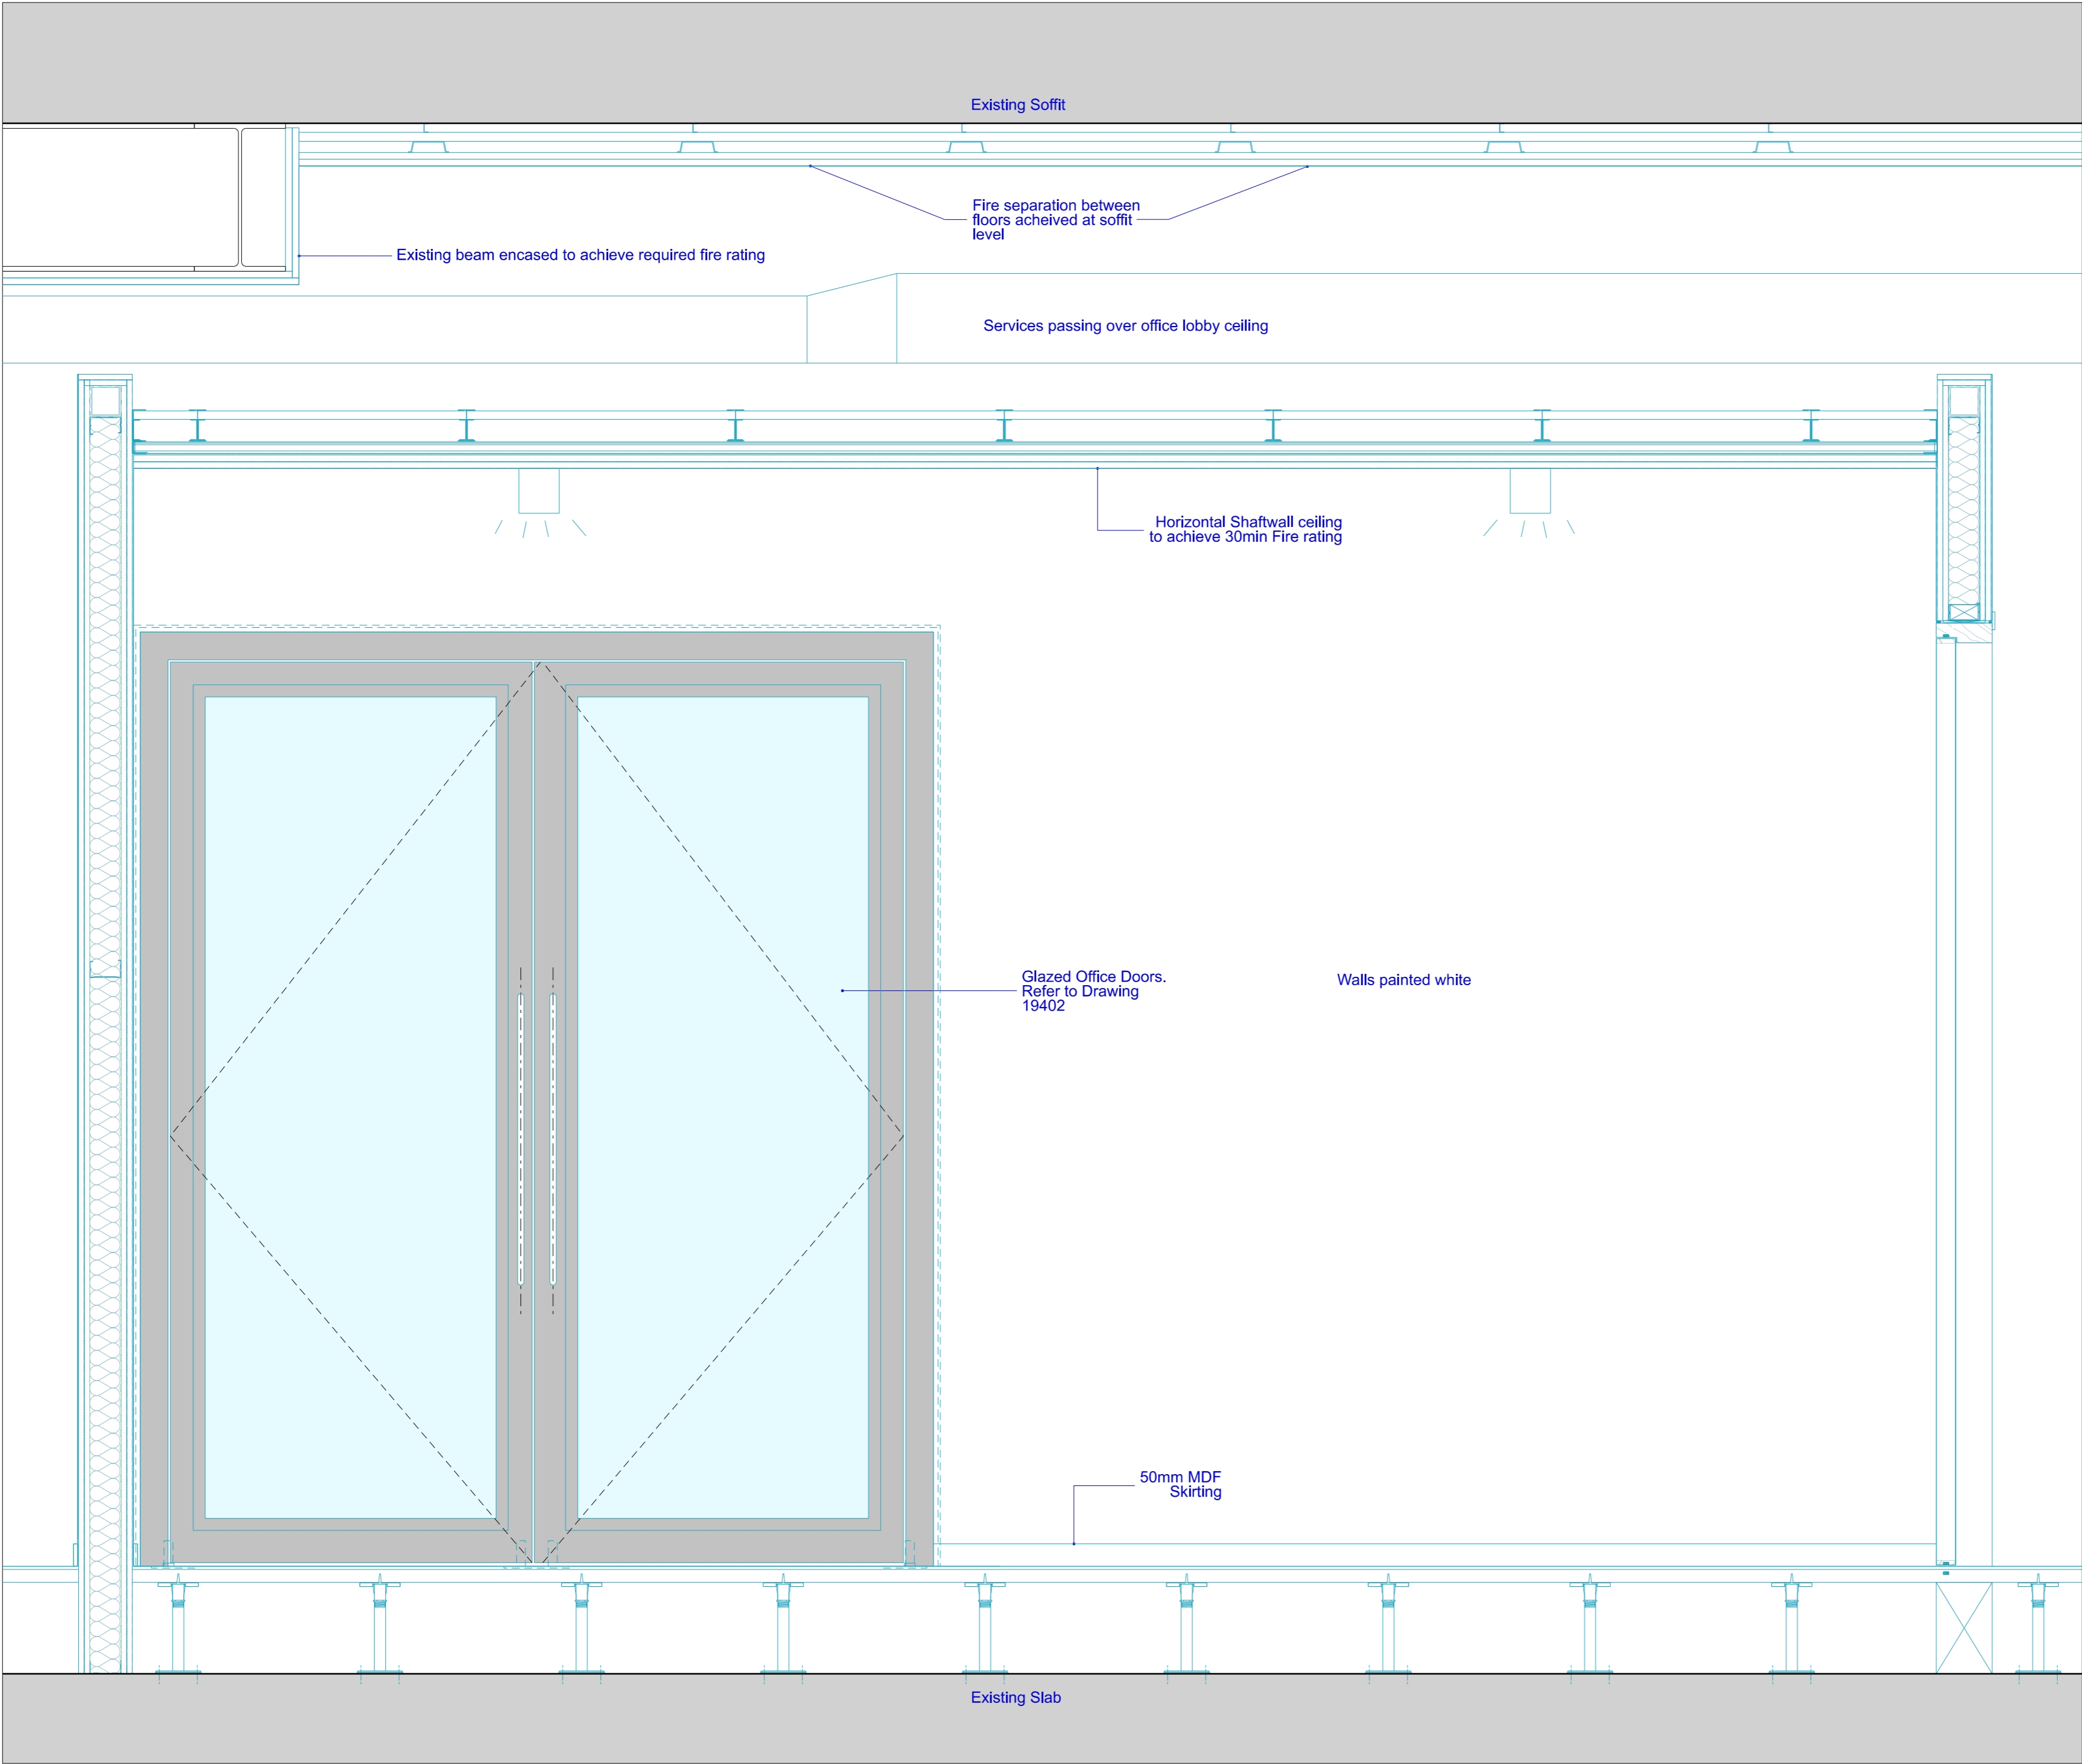 Existing Soffit
Fire separation between
floors acheived at soffit
level
Existing beam encased to achieve required fire rating
Services passing over office lobby ceiling
Horizontal Shaftwall ceiling
to achieve 30min Fire rating
Glazed Office Doors.
Refer to Drawing
19402
Walls painted white
50mm MDF
Skirting
Existing Slab